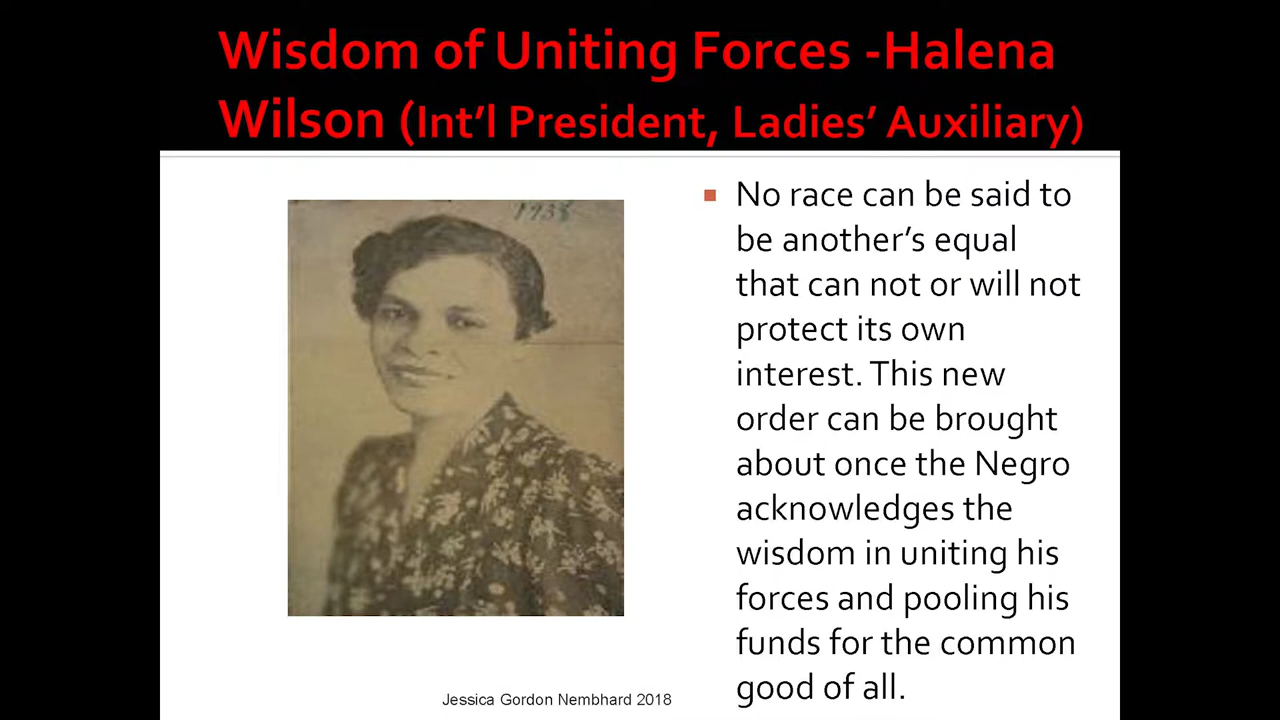 Wisdom of Uniting Forces -Halena
Wilson (Int'l President, Ladies' Auxiliary)
1938
No race can be said to
be another's equal
that can not or will not
protect its own
interest. This new
order can be brought
about once the Negro
acknowledges the
wisdom in uniting his
forces and pooling his
funds for the common
good of all.
Jessica Gordon Nembhard 2018